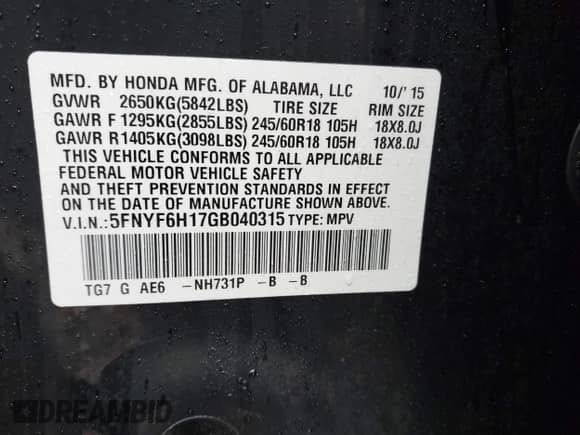 MFD. BY HONDA MFG. OF ALABAMA, LLC 10/'15
GVWR 2650KG(5842LBS) TIRE SIZE RIM SIZE
GAWR F1295KG(2855LBS) 245/60R18 105H 18X8.0J
GAWR R1405KG(3098LBS) 245/60R18 105H 18X8.0J
THIS VEHICLE CONFORMS TO ALL APPLICABLE
FEDERAL MOTOR VEHICLE SAFETY
AND THEFT PREVENTION STANDARDS IN EFFECT
ON THE DATE OF MANUFACTURE SHOWN ABOVE.
V.I.N.:5FNYF6H17GB040315 TYPE: MPV
TG7 G AE6 -NH731P -B -B
DREAMBID